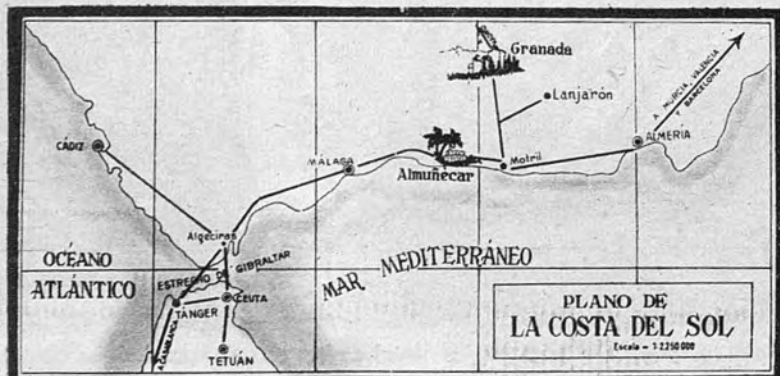 Granada
Lanjarón
A MURCIA, VALENCIA
Y BARCELONA
CÁDIZ
MÁLAGA
Almuñecar
Motril
ALMERÍA
Algeciras
OCÉANO
ATLÁNTICO
ESTRECHO DE GIBRALTAR
MAR MEDITERRÁNEO
TÁNGER
CEUTA
A CASABLANCA
TETUÁN
PLANO DE
LA COSTA DEL SOL
Escala = 1:2.250.000